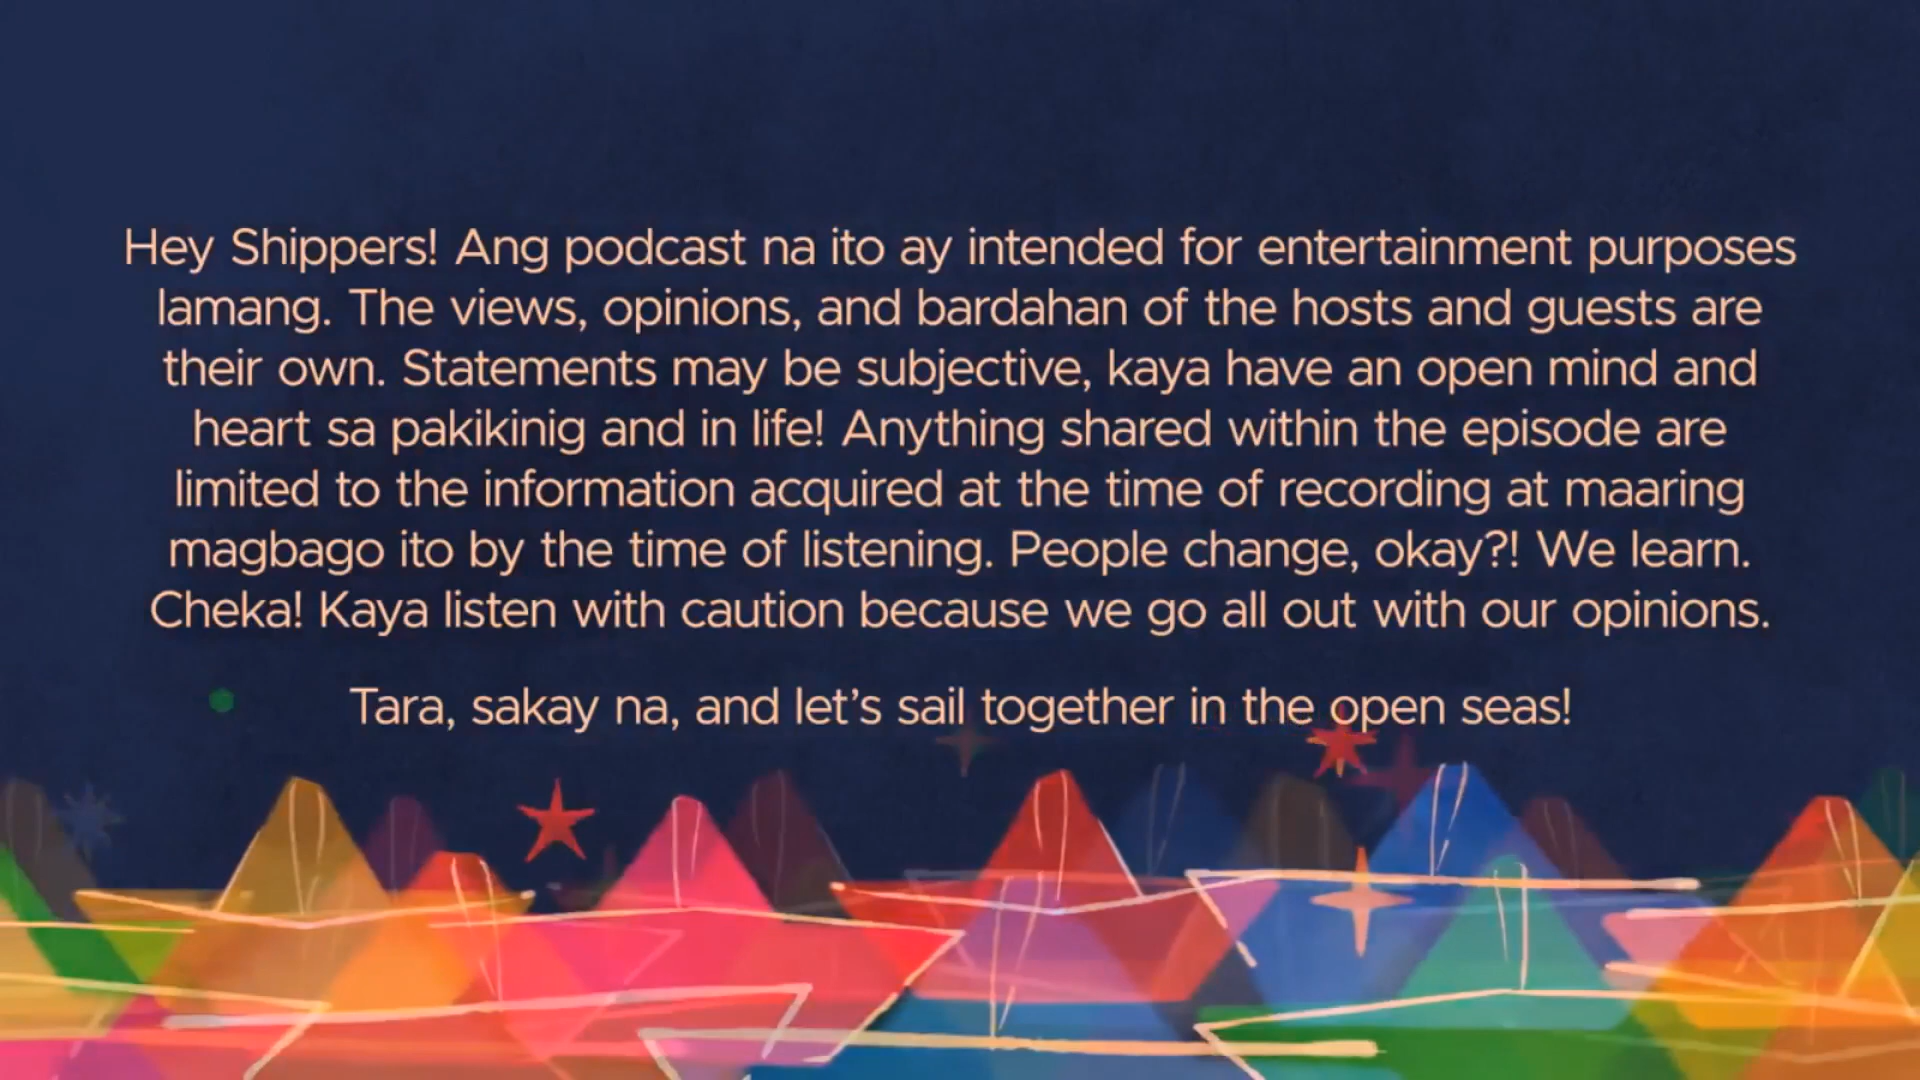 Hey Shippers! Ang podcast na ito ay intended for entertainment purposes
lamang. The views, opinions, and bardahan of the hosts and guests are
their own. Statements may be subjective, kaya have an open mind and
heart sa pakikinig and in life! Anything shared within the episode are
limited to the information acquired at the time of recording at maaring
magbago ito by the time of listening. People change, okay?! We learn.
Cheka! Kaya listen with caution because we go all out with our opinions.
Tara, sakay na, and let's sail together in the open seas!